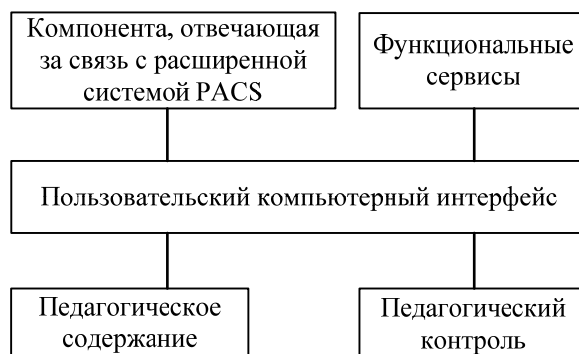 Компонента, отвечающая
за связь с расширенной
системой PACS
Функциональные
сервисы
Пользовательский компьютерный интерфейс
Педагогическое
содержание
Педагогический
контроль